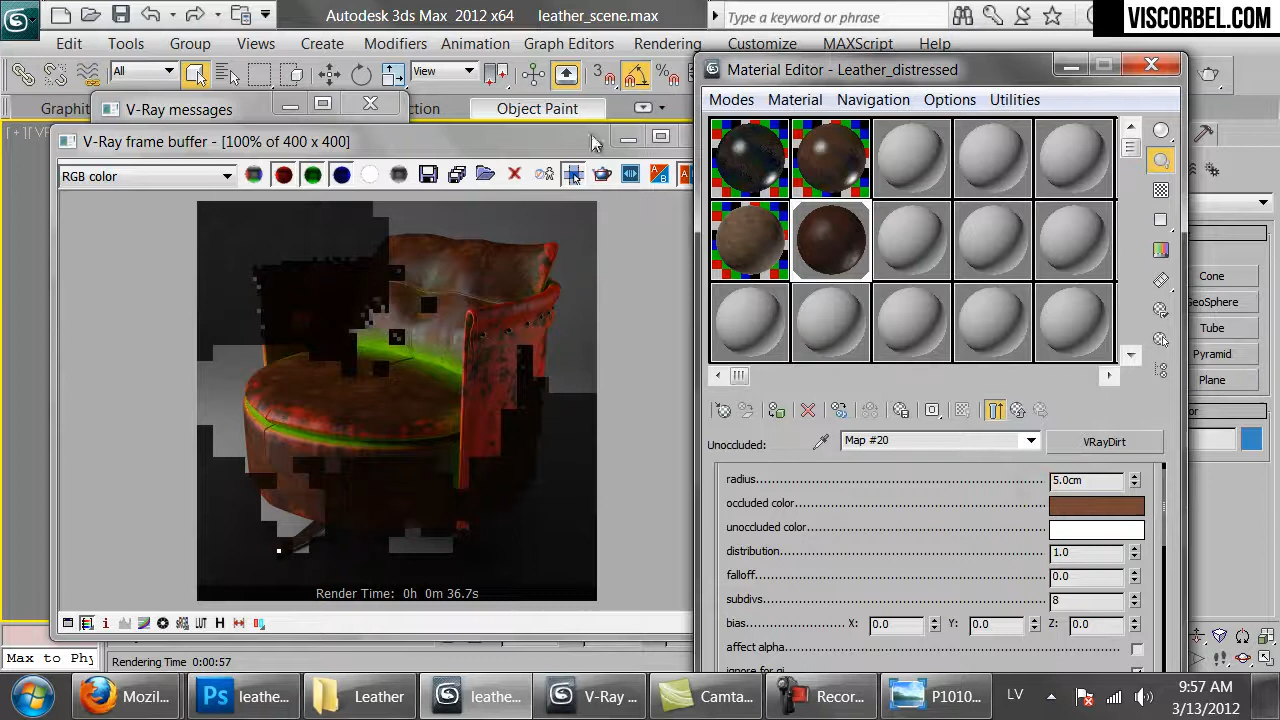 Autodesk 3ds Max 2012 x64 leather_scene.max
Type a keyword or phrase
VISCORBEL.COM
Edit Tools Group Views Create Modifiers Animation Graph Editors Rendering Customize MAXScript Help
All
View
3
Object Paint
V-Ray messages
Ray frame buffer - [100% of 400 x 400]
RGB color
Render Time: 0h 0m 36.7s
LUT H
Rendering Time 0:00:57
Max to Phy
Material Editor - Leather_distressed
Modes Material Navigation Options Utilities
Unoccluded:
Map #20
VRayDirt
radius 5.0cm
occluded color
unoccluded color
distribution 1.0
falloff 0.0
subdivs 8
bias X: 0.0 Y: 0.0 Z: 0.0
affect alpha
Cone
GeoSphere
Tube
Pyramid
Plane
Mozil...
Ps leathe...
Leather
leathe...
V-Ray ...
Camta...
Recor...
P1010...
LV
9:57 AM
3/13/2012